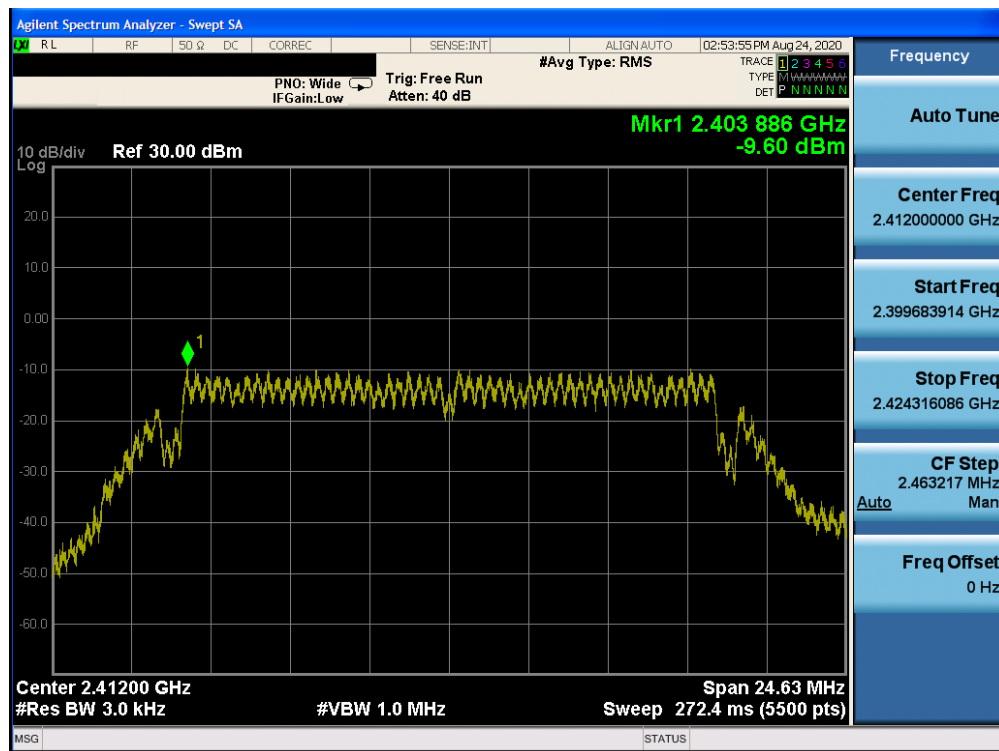 Agilent Spectrum Analyzer - Swept SA
LXI RL RF 50 Ω DC CORREC SENSE:INT ALIGN AUTO 02:53:55 PM Aug 24, 2020
#Avg Type: RMS TRACE 1 2 3 4 5 6
PNO: Wide Trig: Free Run TYPE M
IFGain:Low Atten: 40 dB DET P N N N N N
Mkr1 2.403 886 GHz
-9.60 dBm
10 dB/div Ref 30.00 dBm
Log
20.0
10.0
0.00
1
-10.0
-20.0
-30.0
-40.0
-50.0
-60.0
Center 2.41200 GHz Span 24.63 MHz
#Res BW 3.0 kHz #VBW 1.0 MHz Sweep 272.4 ms (5500 pts)
MSG STATUS
Frequency
Auto Tune
Center Freq
2.412000000 GHz
Start Freq
2.399683914 GHz
Stop Freq
2.424316086 GHz
CF Step
2.463217 MHz
Auto Man
Freq Offset
0 Hz